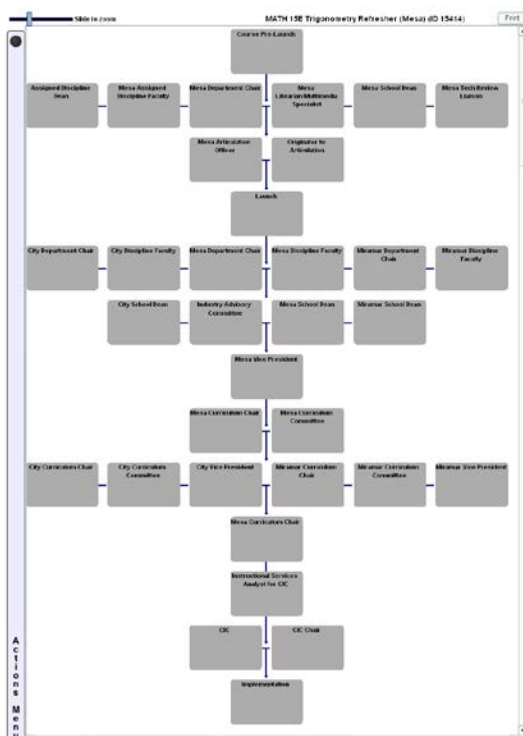 Slide to zoom
MATH 15E Trigonometry Refresher (Mesa) (ID 15414)
Course Pre-Launch
Assigned Discipline
Dean
Mesa Assigned
Discipline Faculty
Mesa Department Chair
Mesa
Librarian/Multimedia
Specialist
Mesa School Dean
Mesa Tech Review
Liaison
Mesa Articulation
Officer
Originator to
Articulation
Launch
City Department Chair
City Discipline Faculty
Mesa Department Chair
Mesa Discipline Faculty
Miramar Department
Chair
Miramar Discipline
Faculty
City School Dean
Industry Advisory
Committee
Mesa School Dean
Miramar School Dean
Mesa Vice President
Mesa Curriculum Chair
Mesa Curriculum
Committee
City Curriculum Chair
City Curriculum
Committee
City Vice President
Miramar Curriculum
Chair
Miramar Curriculum
Committee
Miramar Vice President
Mesa Curriculum Chair
Instructional Services
Analyst for CIC
CIC
CIC Chair
Implementation
Actions Menu